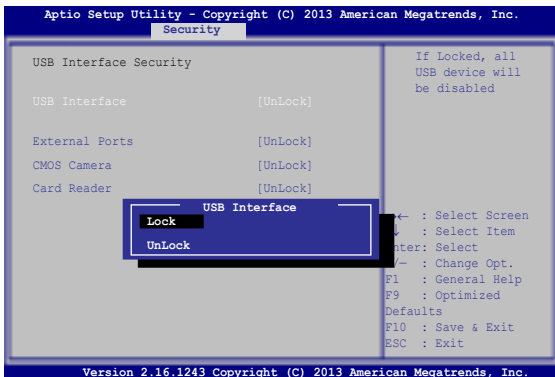 Aptio Setup Utility - Copyright (C) 2013 American Megatrends, Inc.
Security
USB Interface Security
USB Interface [UnLock]
External Ports [UnLock]
CMOS Camera [UnLock]
Card Reader [UnLock]
USB Interface
Lock
UnLock
If Locked, all
USB device will
be disabled
→← : Select Screen
↓ : Select Item
nter: Select
/— : Change Opt.
F1 : General Help
F9 : Optimized
Defaults
F10 : Save & Exit
ESC : Exit
Version 2.16.1243 Copyright (C) 2013 American Megatrends, Inc.